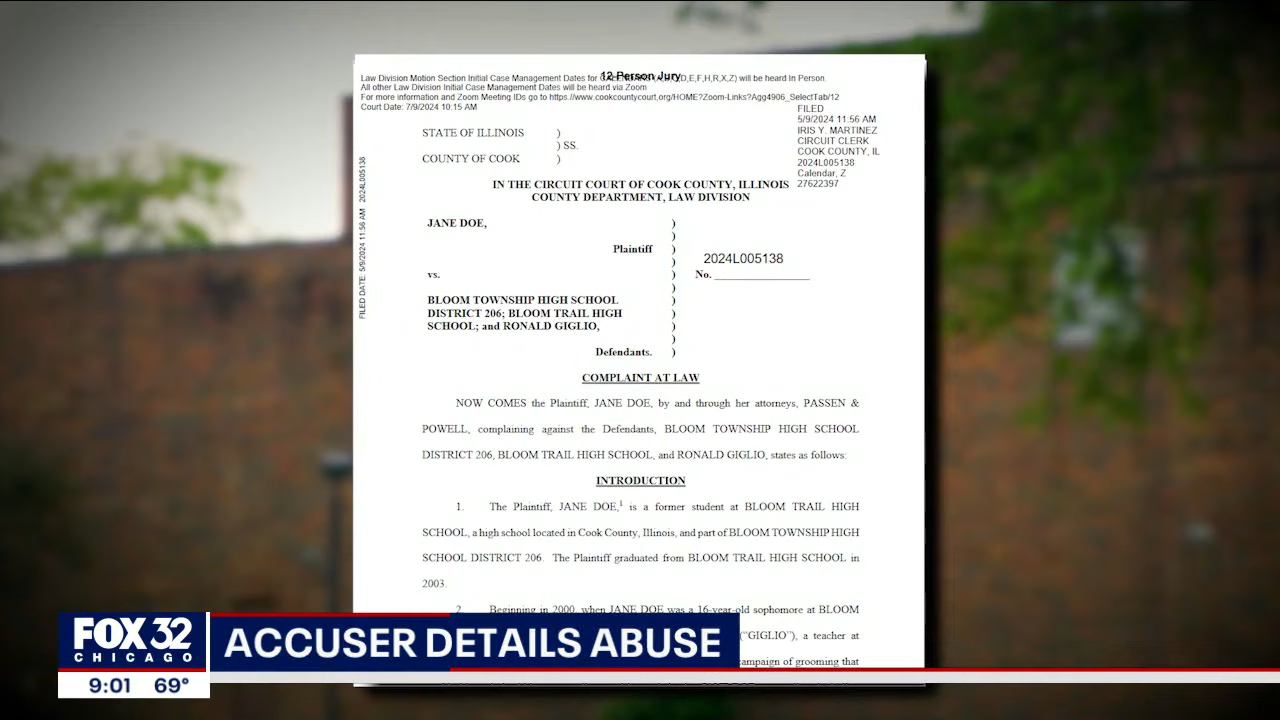 12 Person Jury
Law Division Motion Section Initial Case Management Dates for CALENDARS (A,B,C,D,E,F,H,R,X,Z) will be heard In Person.
All other Law Division Initial Case Management Dates will be heard via Zoom
For more information and Zoom Meeting IDs go to https://www.cookcountycourt.org/HOME?Zoom-Links?Agg4906_SelectTab/12
Court Date: 7/9/2024 10:15 AM
FILED
5/9/2024 11:56 AM
IRIS Y. MARTINEZ
CIRCUIT CLERK
COOK COUNTY, IL
2024L005138
Calendar, Z
27622397
FILED DATE: 5/9/2024 11:56 AM 2024L005138
STATE OF ILLINOIS )
) SS.
COUNTY OF COOK )
IN THE CIRCUIT COURT OF COOK COUNTY, ILLINOIS
COUNTY DEPARTMENT, LAW DIVISION
JANE DOE, )
)
Plaintiff )
) 2024L005138
vs. ) No. ____________
)
BLOOM TOWNSHIP HIGH SCHOOL )
DISTRICT 206; BLOOM TRAIL HIGH )
SCHOOL; and RONALD GIGLIO, )
)
Defendants. )
COMPLAINT AT LAW
NOW COMES the Plaintiff, JANE DOE, by and through her attorneys, PASSEN &
POWELL, complaining against the Defendants, BLOOM TOWNSHIP HIGH SCHOOL
DISTRICT 206, BLOOM TRAIL HIGH SCHOOL, and RONALD GIGLIO, states as follows:
INTRODUCTION
1. The Plaintiff, JANE DOE,¹ is a former student at BLOOM TRAIL HIGH
SCHOOL, a high school located in Cook County, Illinois, and part of BLOOM TOWNSHIP HIGH
SCHOOL DISTRICT 206. The Plaintiff graduated from BLOOM TRAIL HIGH SCHOOL in
2003.
2. Beginning in 2000, when JANE DOE was a 16-year-old sophomore at BLOOM
("GIGLIO"), a teacher at
campaign of grooming that
FOX 32
CHICAGO
ACCUSER DETAILS ABUSE
9:01 69°